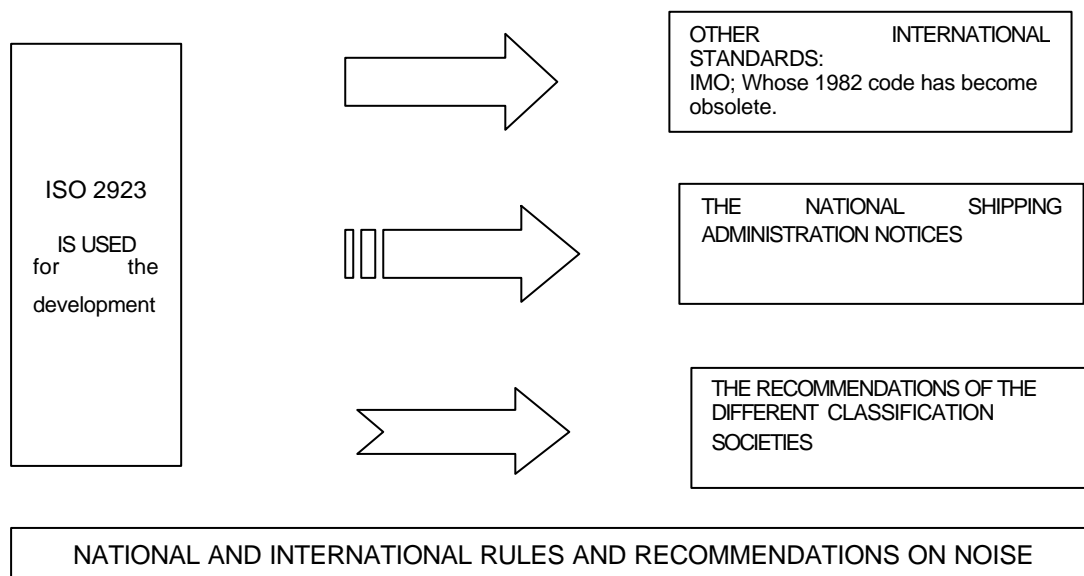 ISO 2923
IS USED
for the
development
OTHER INTERNATIONAL
STANDARDS:
IMO; Whose 1982 code has become
obsolete.
THE NATIONAL SHIPPING
ADMINISTRATION NOTICES
THE RECOMMENDATIONS OF THE
DIFFERENT CLASSIFICATION
SOCIETIES
NATIONAL AND INTERNATIONAL RULES AND RECOMMENDATIONS ON NOISE